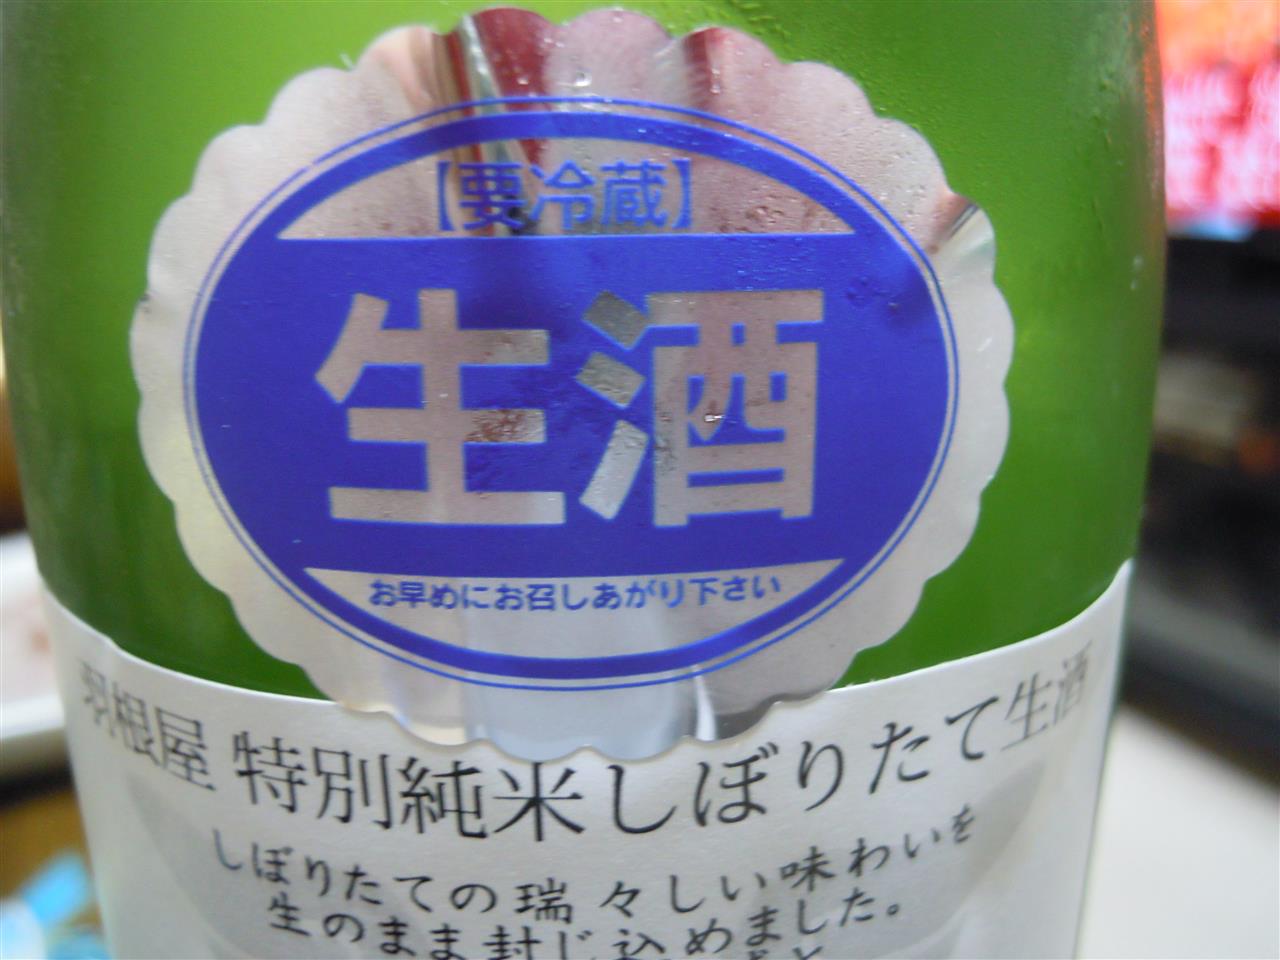 【要冷蔵】
生酒
お早めにお召しあがり下さい
羽根屋 特別純米しぼりたて生酒
しぼりたての瑞々しい味わいを
生のまま封じ込めました。